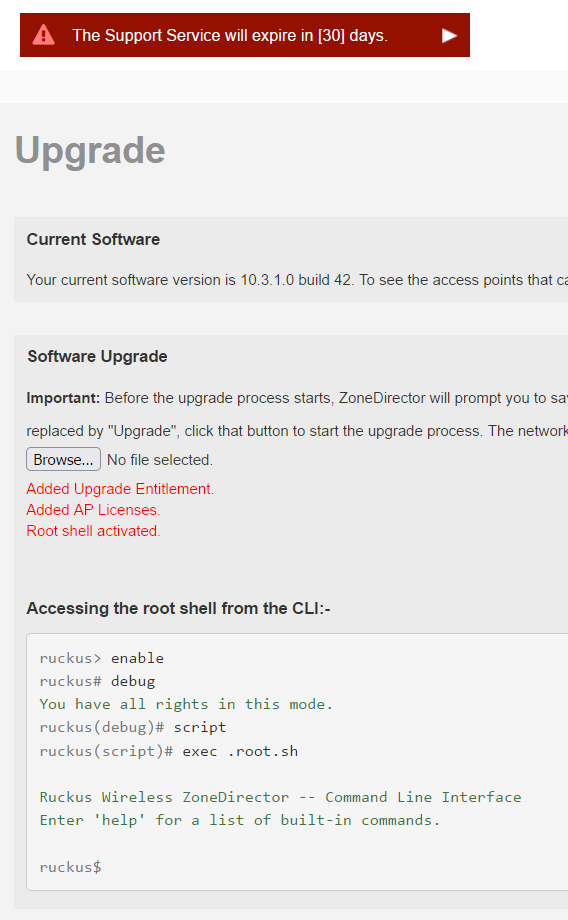 The Support Service will expire in [30] days.
Upgrade
Current Software
Your current software version is 10.3.1.0 build 42. To see the access points that
Software Upgrade
Important: Before the upgrade process starts, ZoneDirector will prompt you to
replaced by "Upgrade", click that button to start the upgrade process. The network
Browse... No file selected.
Added Upgrade Entitlement.
Added AP Licenses.
Root shell activated.
Accessing the root shell from the CLI:-
ruckus> enable
ruckus# debug
You have all rights in this mode.
ruckus(debug)# script
ruckus(script)# exec .root.sh
Ruckus Wireless ZoneDirector -- Command Line Interface
Enter 'help' for a list of built-in commands.
ruckus$